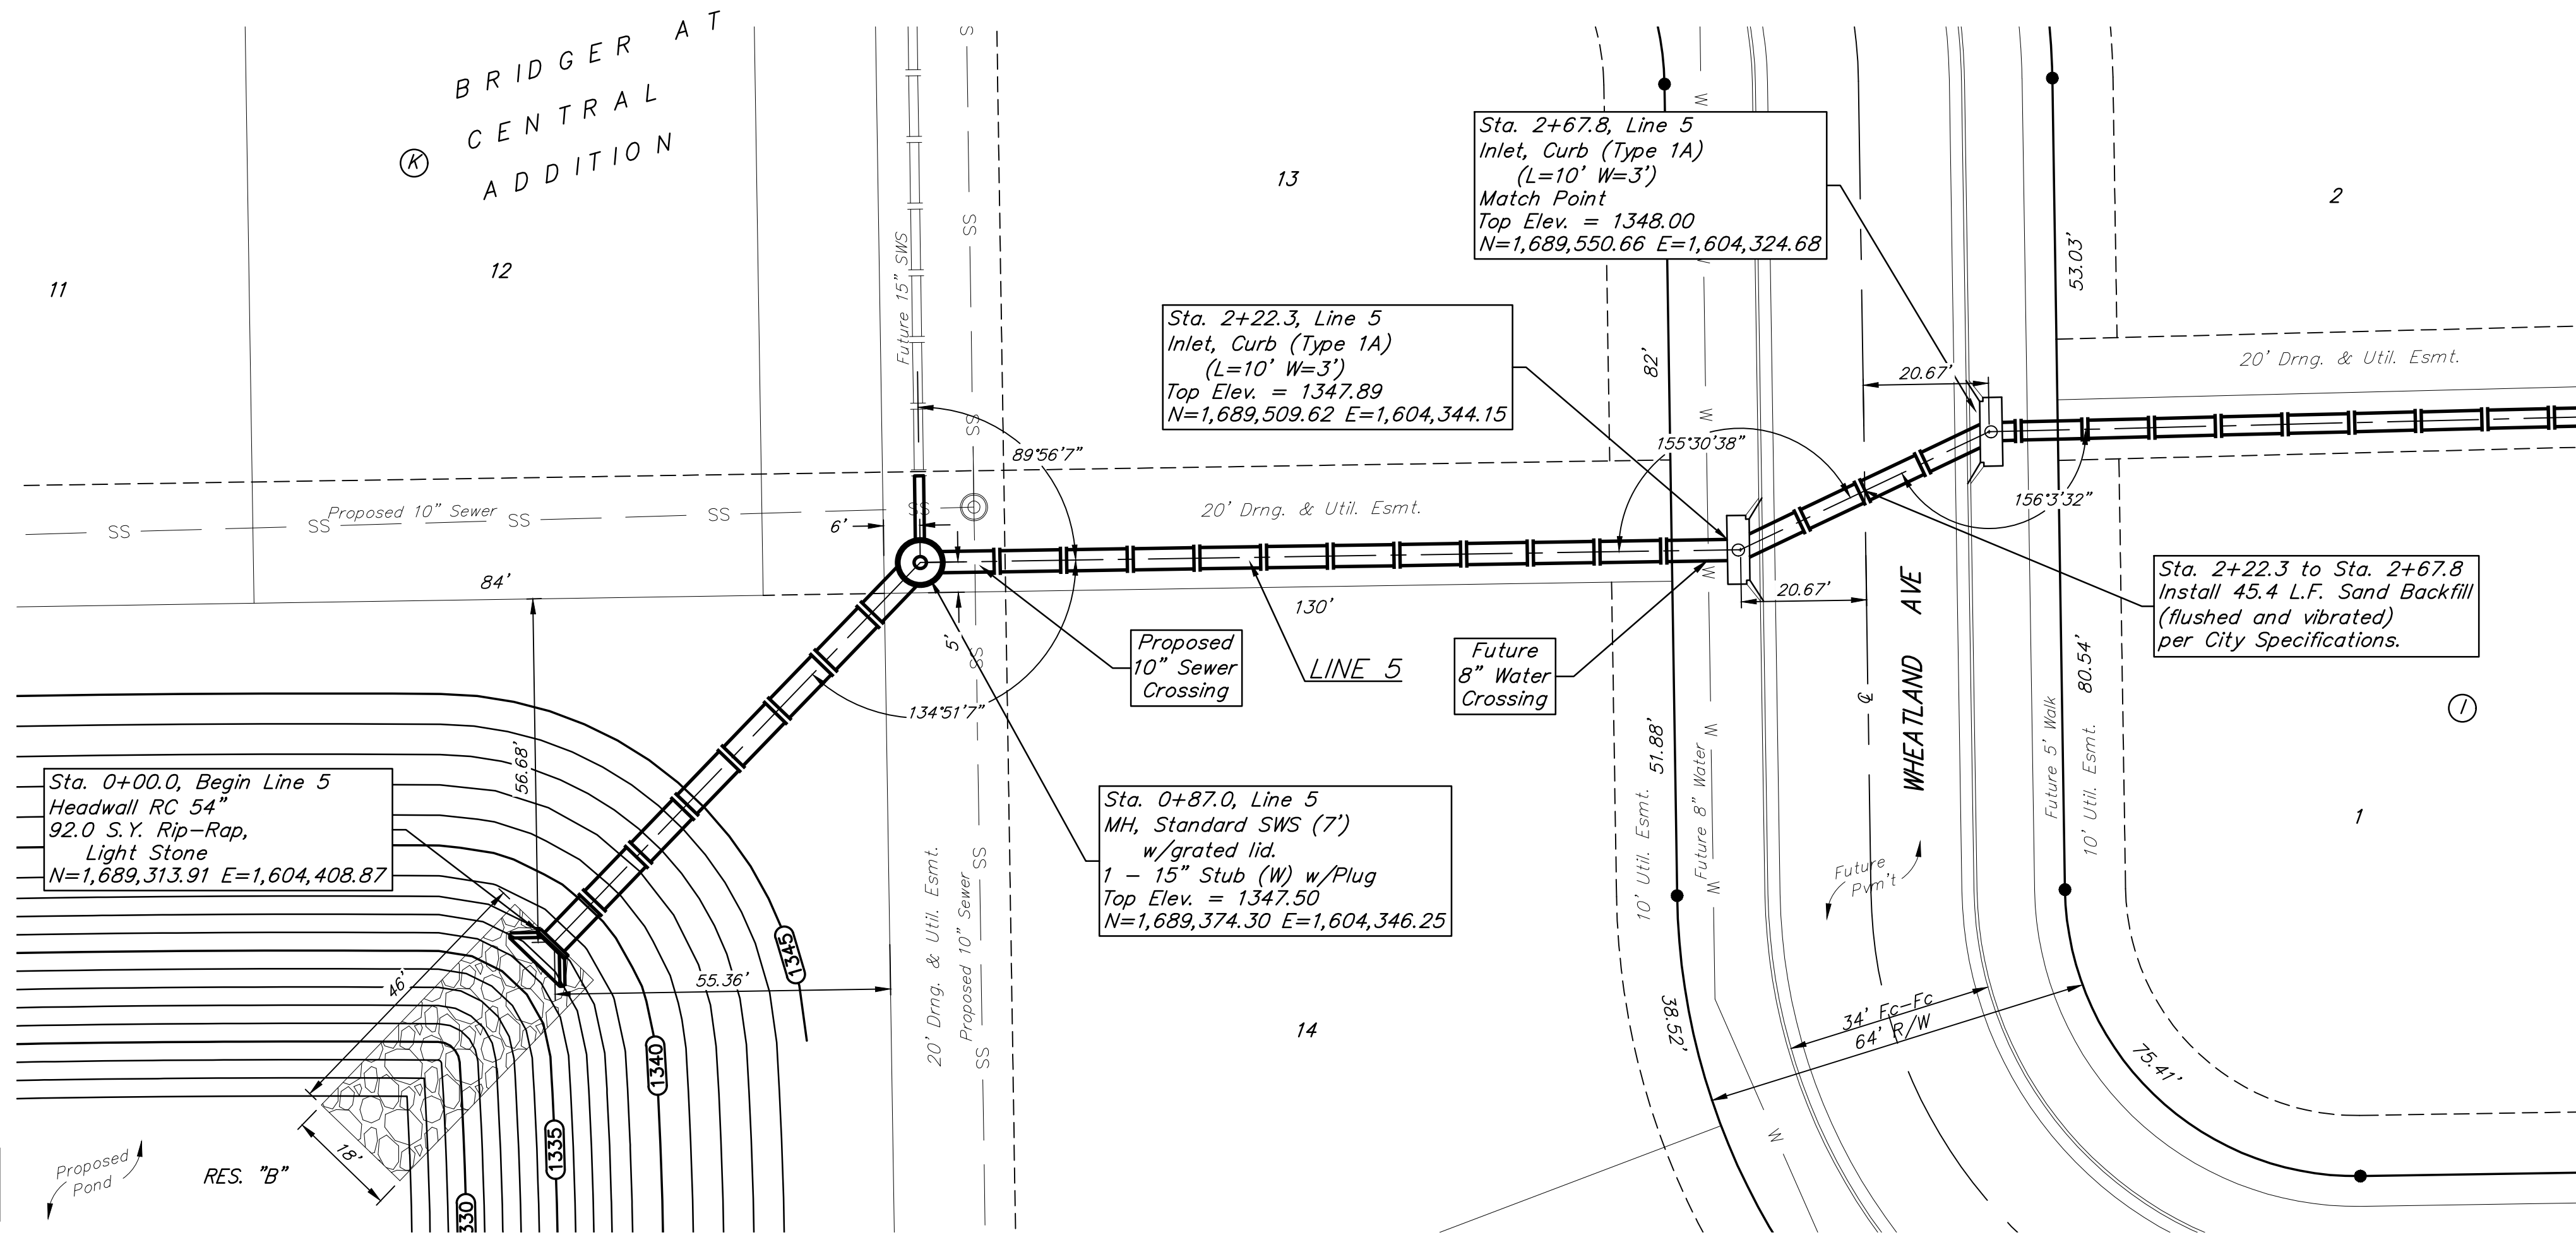 BRIDGER AT
CENTRAL
ADDITION
K
11
12
13
2
Future 15" SWS
SS
Sta. 2+67.8, Line 5
Inlet, Curb (Type 1A)
(L=10' W=3')
Match Point
Top Elev. = 1348.00
N=1,689,550.66 E=1,604,324.68
Sta. 2+22.3, Line 5
Inlet, Curb (Type 1A)
(L=10' W=3')
Top Elev. = 1347.89
N=1,689,509.62 E=1,604,344.15
W
82'
53.03'
20.67'
20' Drng. & Util. Esmt.
89°56'7"
155°30'38"
156°3'32"
SS
Proposed 10" Sewer
SS
SS
SS
SS
6'
20' Drng. & Util. Esmt.
84'
5'
130'
20.67'
Proposed
10" Sewer
Crossing
LINE 5
Future
8" Water
Crossing
Sta. 2+22.3 to Sta. 2+67.8
Install 45.4 L.F. Sand Backfill
(flushed and vibrated)
per City Specifications.
WHEATLAND AVE
134°51'7"
56.68'
51.88'
80.54'
1
1
Future 5' Walk
10' Util. Esmt.
10' Util. Esmt.
Future 8" Water
Sta. 0+00.0, Begin Line 5
Headwall RC 54"
92.0 S.Y. Rip-Rap,
Light Stone
N=1,689,313.91 E=1,604,408.87
Sta. 0+87.0, Line 5
MH, Standard SWS (7')
w/grated lid.
1 - 15" Stub (W) w/Plug
Top Elev. = 1347.50
N=1,689,374.30 E=1,604,346.25
Future
Pvm't
20' Drng. & Util. Esmt.
Proposed 10" Sewer
SS
SS
46'
55.36'
1345
1340
1335
330
14
38.52'
34' Fc-Fc
64' R/W
75.41'
W
18'
Proposed
Pond
RES. "B"